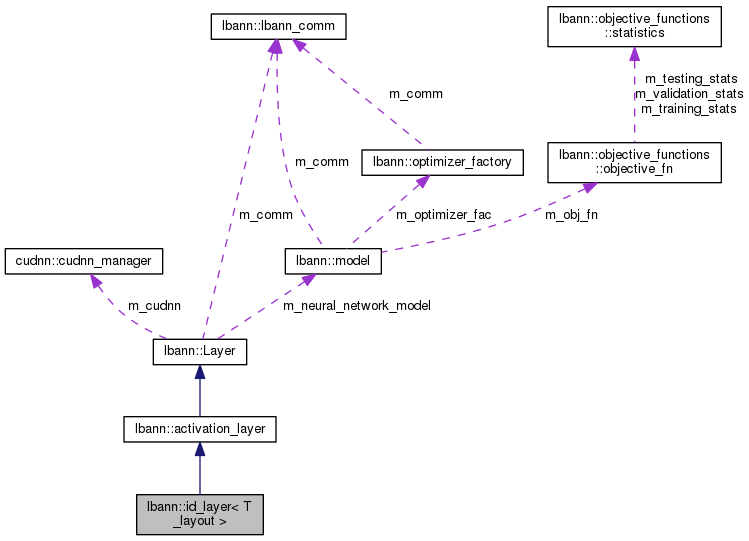 lbann::lbann_comm
lbann::objective_functions
::statistics
m_testing_stats
m_validation_stats
m_training_stats
m_comm
lbann::optimizer_factory
lbann::objective_functions
::objective_fn
m_comm
m_comm
m_optimizer_fac
m_obj_fn
cudnn::cudnn_manager
lbann::model
m_cudnn
m_neural_network_model
lbann::Layer
lbann::activation_layer
lbann::id_layer< T
_layout >